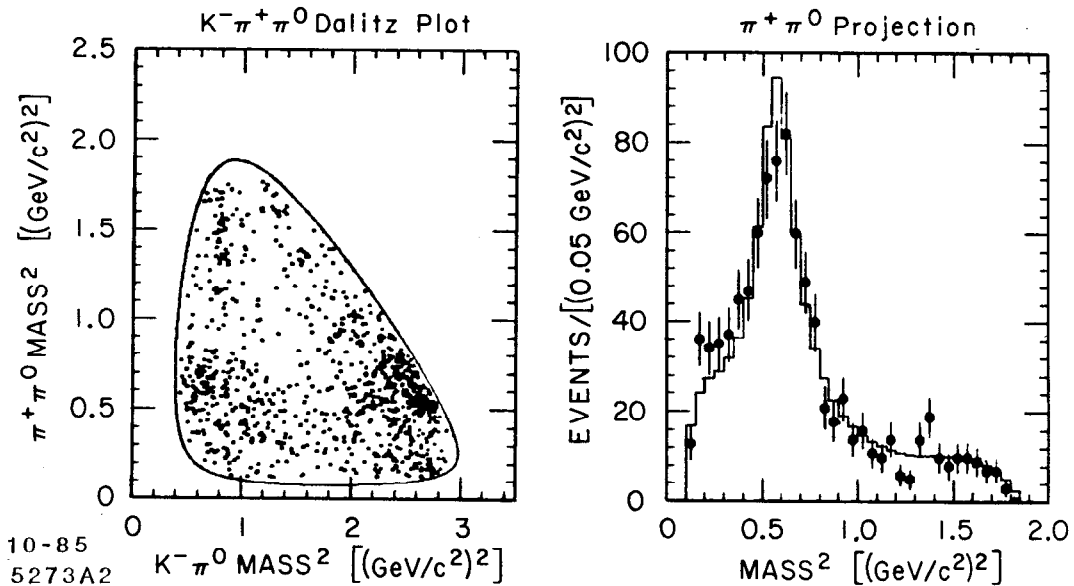 K⁻π⁺π⁰ Dalitz Plot
π⁺π⁰ MASS² [(GeV/c²)²]
2.5
2.0
1.5
1.0
0.5
0
0 1 2 3
K⁻π⁰ MASS² [(GeV/c²)²]
10-85
5273A2
π⁺π⁰ Projection
EVENTS/[(0.05 GeV/c²)²]
100
80
60
40
20
0
0 0.5 1.0 1.5 2.0
MASS² [(GeV/c²)²]